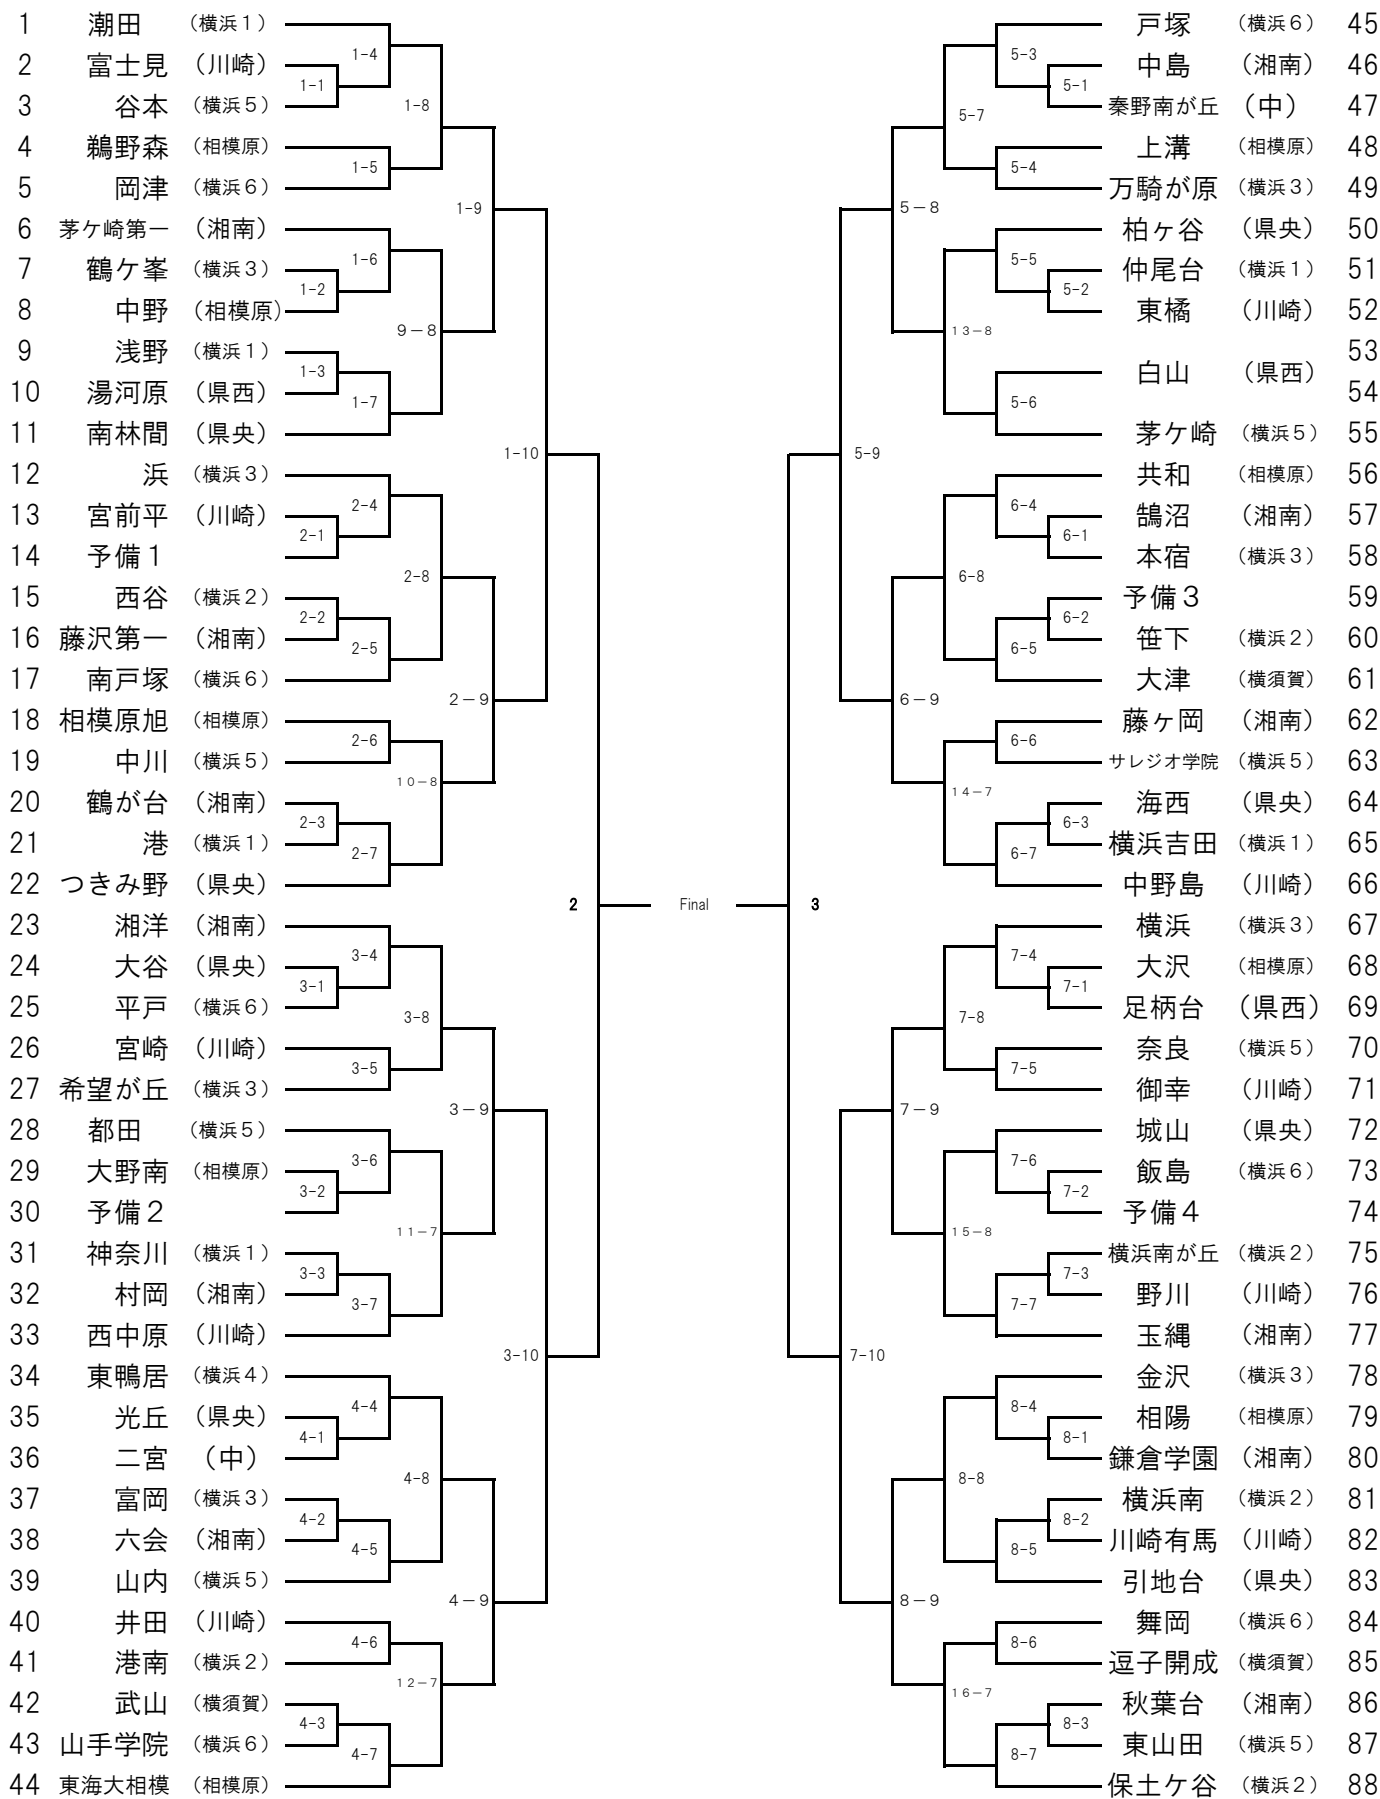 1 潮田 （横浜１）
2 富士見 （川崎）
3 谷本 （横浜５）
4 鵜野森 （相模原）
5 岡津 （横浜６）
6 茅ケ崎第一 （湘南）
7 鶴ケ峯 （横浜３）
8 中野 （相模原）
9 浅野 （横浜１）
10 湯河原 （県西）
11 南林間 （県央）
12 浜 （横浜３）
13 宮前平 （川崎）
14 予備１
15 西谷 （横浜２）
16 藤沢第一 （湘南）
17 南戸塚 （横浜６）
18 相模原旭 （相模原）
19 中川 （横浜５）
20 鶴が台 （湘南）
21 港 （横浜１）
22 つきみ野 （県央）
23 湘洋 （湘南）
24 大谷 （県央）
25 平戸 （横浜６）
26 宮崎 （川崎）
27 希望が丘 （横浜３）
28 都田 （横浜５）
29 大野南 （相模原）
30 予備２
31 神奈川 （横浜１）
32 村岡 （湘南）
33 西中原 （川崎）
34 東鴨居 （横浜４）
35 光丘 （県央）
36 二宮 （中）
37 富岡 （横浜３）
38 六会 （湘南）
39 山内 （横浜５）
40 井田 （川崎）
41 港南 （横浜２）
42 武山 （横須賀）
43 山手学院 （横浜６）
44 東海大相模 （相模原）
1-1
1-2
1-3
2-1
2-2
2-3
3-1
3-2
3-3
4-1
4-2
4-3
1-4
1-5
1-6
1-7
2-4
2-5
2-6
2-7
3-4
3-5
3-6
3-7
4-4
4-5
4-6
4-7
1-8
９－８
2-8
１０－８
3-8
１１－７
4-8
１２－７
1-9
２－９
３－９
４－９
1-10
3-10
2
Final
3
5-9
7-10
５－８
６－９
７－９
８－９
5-7
１３－８
6-8
１４－７
7-8
１５－８
8-8
１６－７
5-3
5-4
5-5
5-6
6-4
6-5
6-6
6-7
7-4
7-5
7-6
7-7
8-4
8-5
8-6
8-7
5-1
5-2
6-1
6-2
6-3
7-1
7-2
7-3
8-1
8-2
8-3
戸塚 （横浜６） 45
中島 （湘南） 46
秦野南が丘 （中） 47
上溝 （相模原） 48
万騎が原 （横浜３） 49
柏ヶ谷 （県央） 50
仲尾台 （横浜１） 51
東橘 （川崎） 52
53
白山 （県西）
54
茅ケ崎 （横浜５） 55
共和 （相模原） 56
鵠沼 （湘南） 57
本宿 （横浜３） 58
予備３ 59
笹下 （横浜２） 60
大津 （横須賀） 61
藤ヶ岡 （湘南） 62
サレジオ学院 （横浜５） 63
海西 （県央） 64
横浜吉田 （横浜１） 65
中野島 （川崎） 66
横浜 （横浜３） 67
大沢 （相模原） 68
足柄台 （県西） 69
奈良 （横浜５） 70
御幸 （川崎） 71
城山 （県央） 72
飯島 （横浜６） 73
予備４ 74
横浜南が丘 （横浜２） 75
野川 （川崎） 76
玉縄 （湘南） 77
金沢 （横浜３） 78
相陽 （相模原） 79
鎌倉学園 （湘南） 80
横浜南 （横浜２） 81
川崎有馬 （川崎） 82
引地台 （県央） 83
舞岡 （横浜６） 84
逗子開成 （横須賀） 85
秋葉台 （湘南） 86
東山田 （横浜５） 87
保土ケ谷 （横浜２） 88